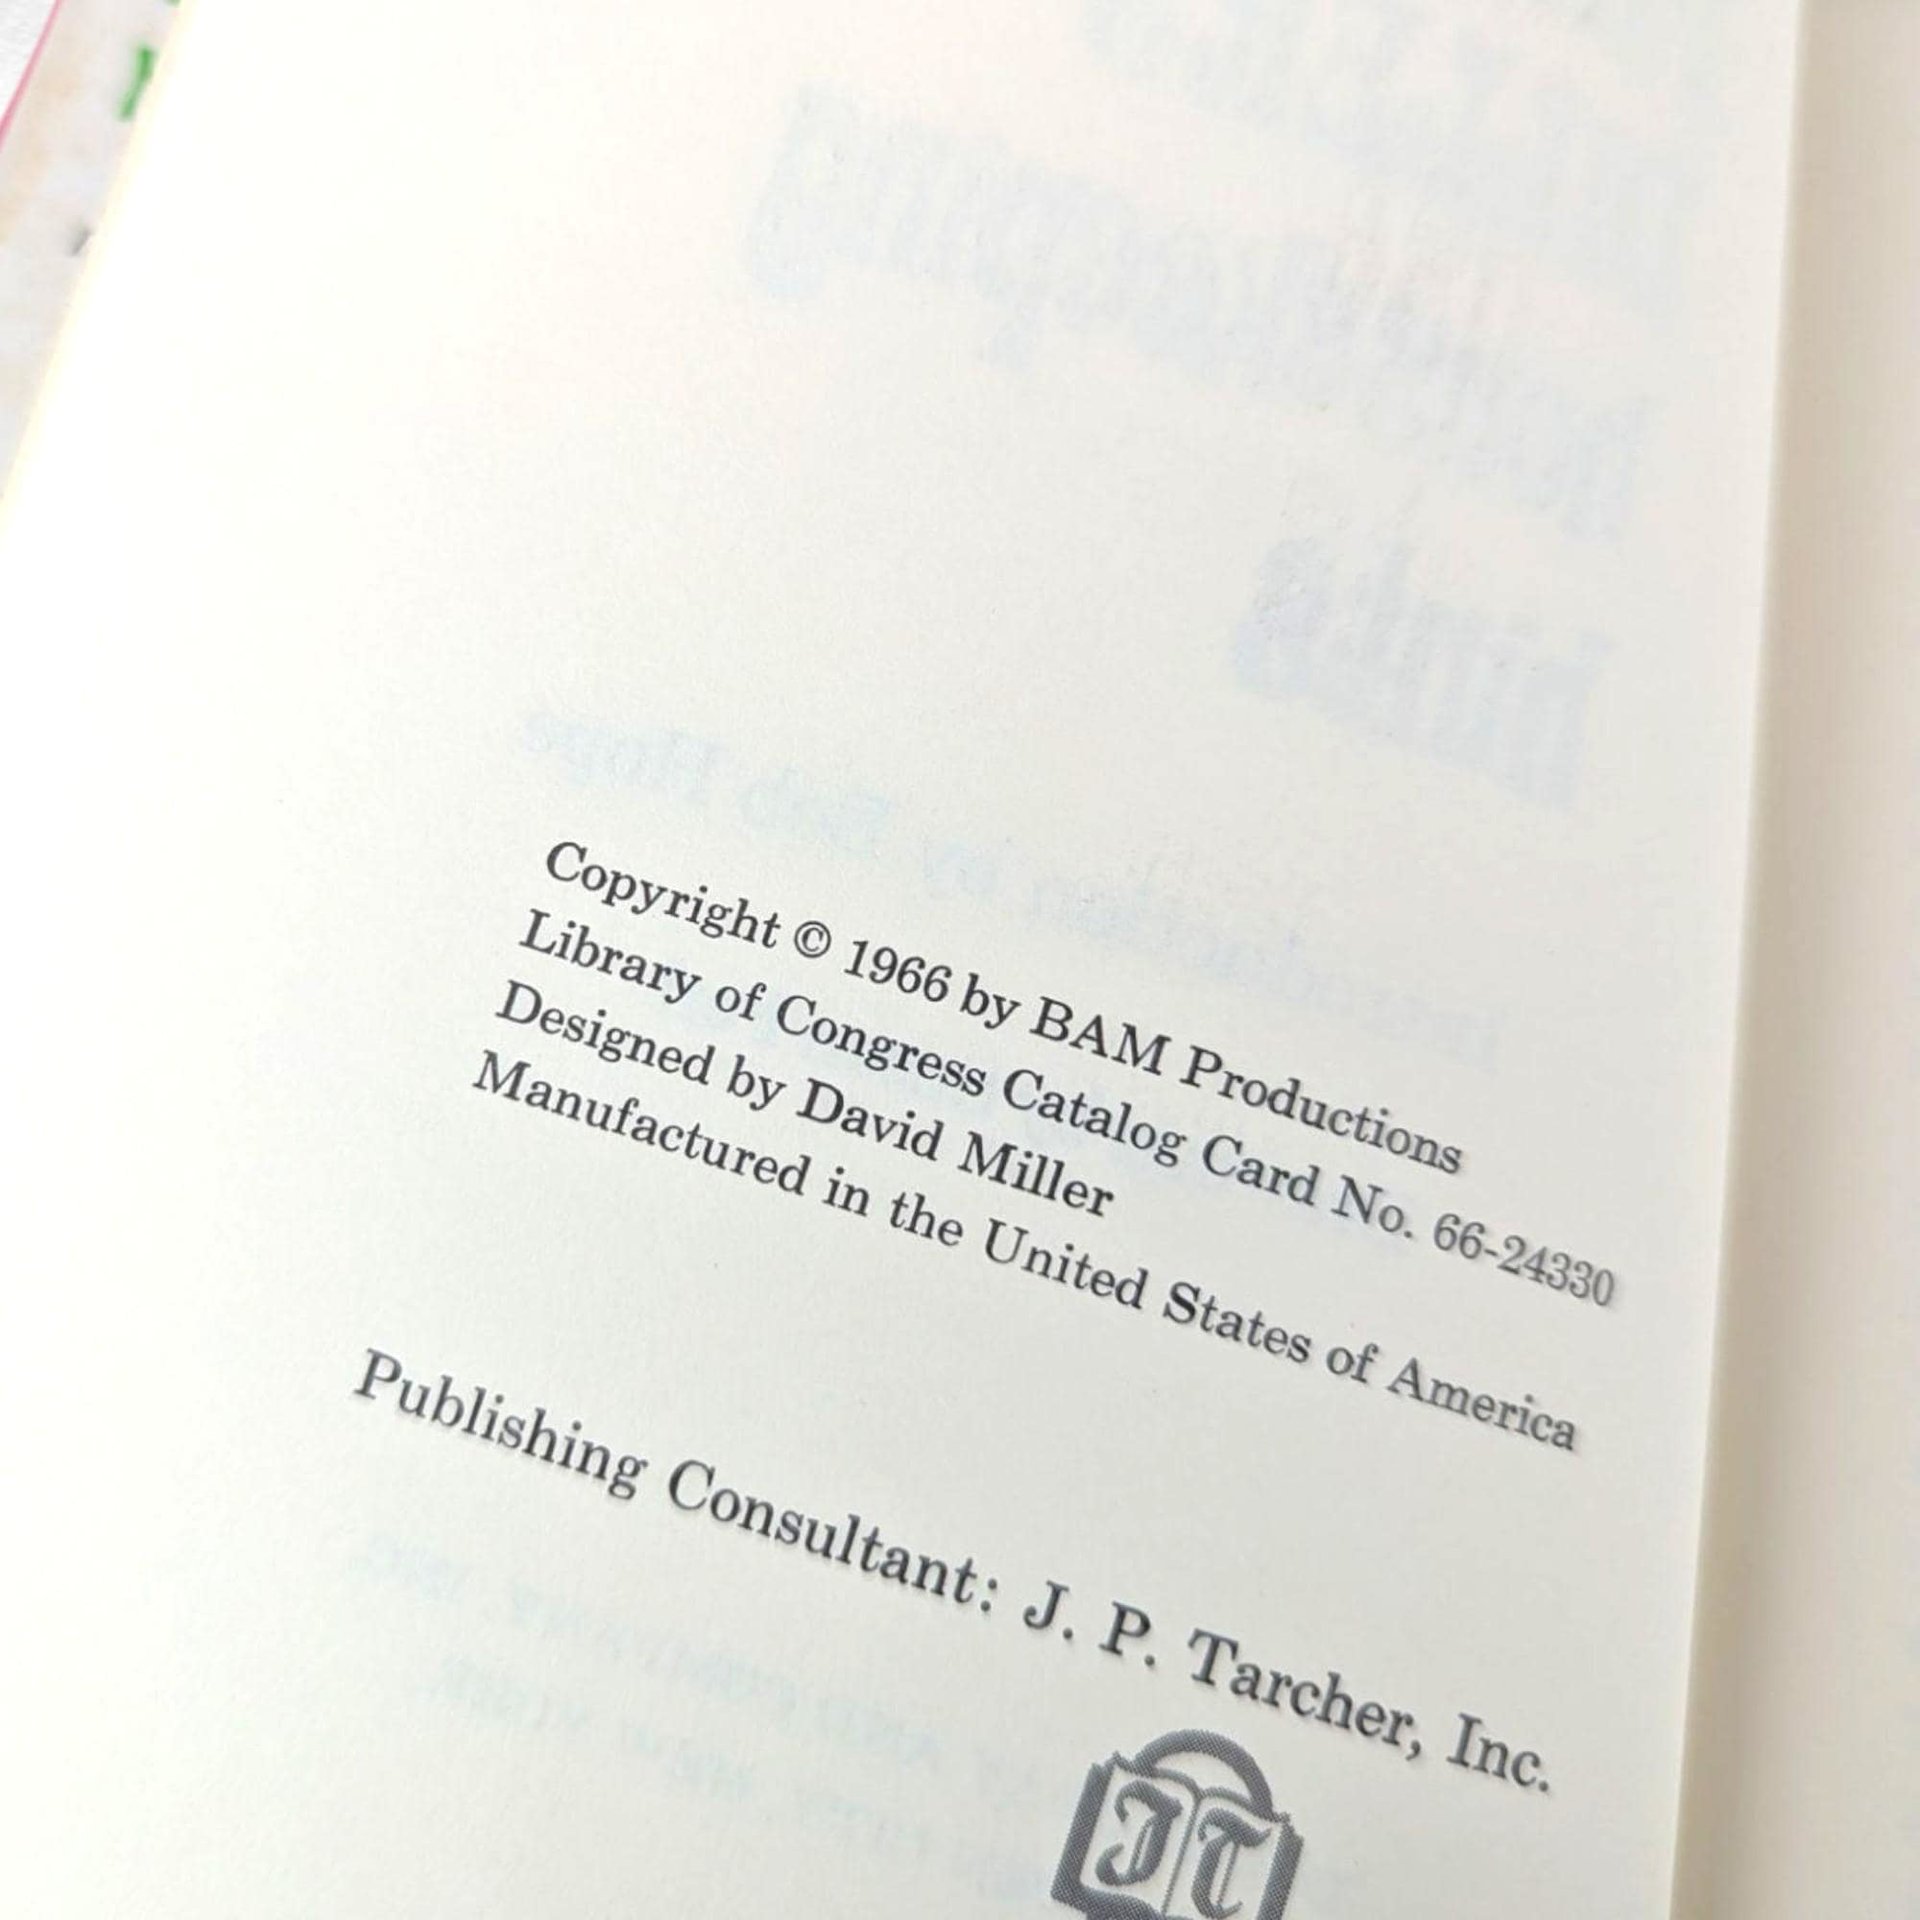 Copyright © 1966 by BAM Productions
Library of Congress Catalog Card No. 66-24330
Designed by David Miller
Manufactured in the United States of America
Publishing Consultant: J. P. Tarcher, Inc.
JT